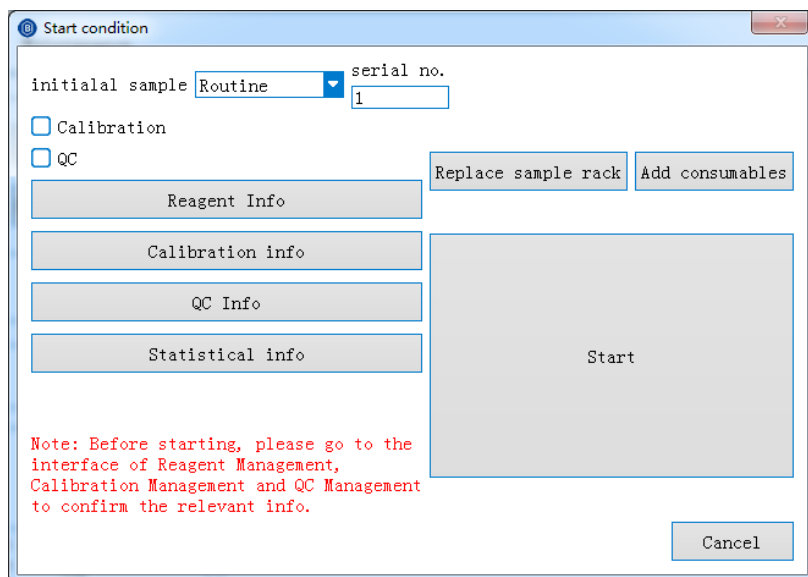 Start condition
serial no.
initialal sample Routine
1
Calibration
QC
Replace sample rack Add consumables
Reagent Info
Calibration info
QC Info
Statistical info
Start
Note: Before starting, please go to the
interface of Reagent Management,
Calibration Management and QC Management
to confirm the relevant info.
Cancel